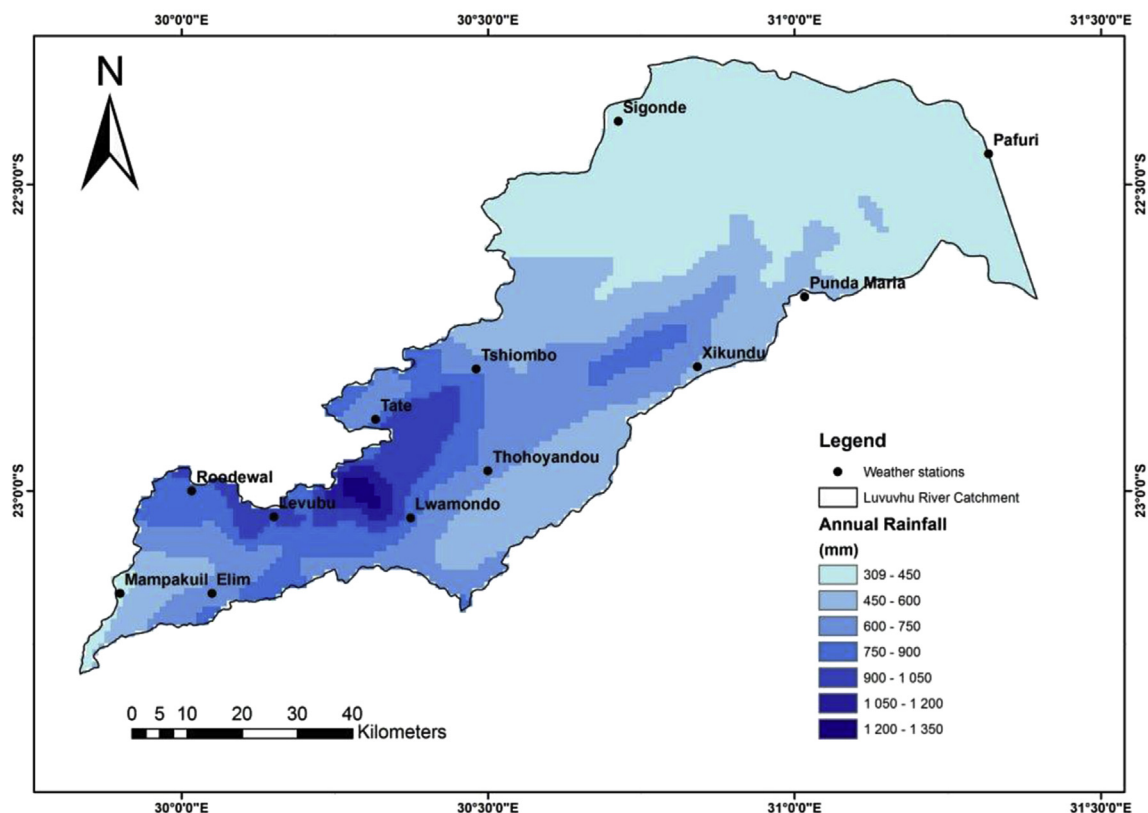 30°0'0"E 30°30'0"E 31°0'0"E 31°30'0"E
N
Sigonde
Pafuri
22°30'0"S 22°30'0"S
Punda Maria
Tshiombo
Xikundu
Tate
Thohoyandou
Roodewal
Levubu
Lwamondo
23°0'0"S 23°0'0"S
Mampakuil Elim
Legend
Weather stations
Luvuvhu River Catchment
Annual Rainfall
(mm)
309 - 450
450 - 600
600 - 750
750 - 900
900 - 1 050
1 050 - 1 200
1 200 - 1 350
0 5 10 20 30 40
Kilometers
30°0'0"E 30°30'0"E 31°0'0"E 31°30'0"E